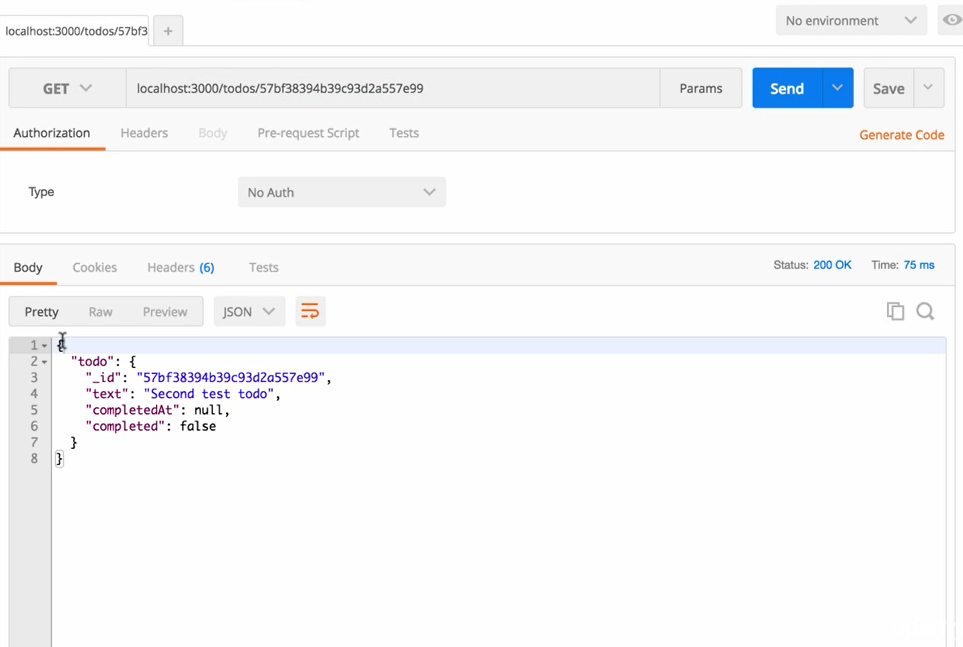 localhost:3000/todos/57bf3 +
No environment
GET localhost:3000/todos/57bf38394b39c93d2a557e99 Params Send Save
Authorization Headers Body Pre-request Script Tests Generate Code
Type No Auth
Body Cookies Headers (6) Tests Status: 200 OK Time: 75 ms
Pretty Raw Preview JSON
1 {
2 "todo": {
3 "_id": "57bf38394b39c93d2a557e99",
4 "text": "Second test todo",
5 "completedAt": null,
6 "completed": false
7 }
8 }